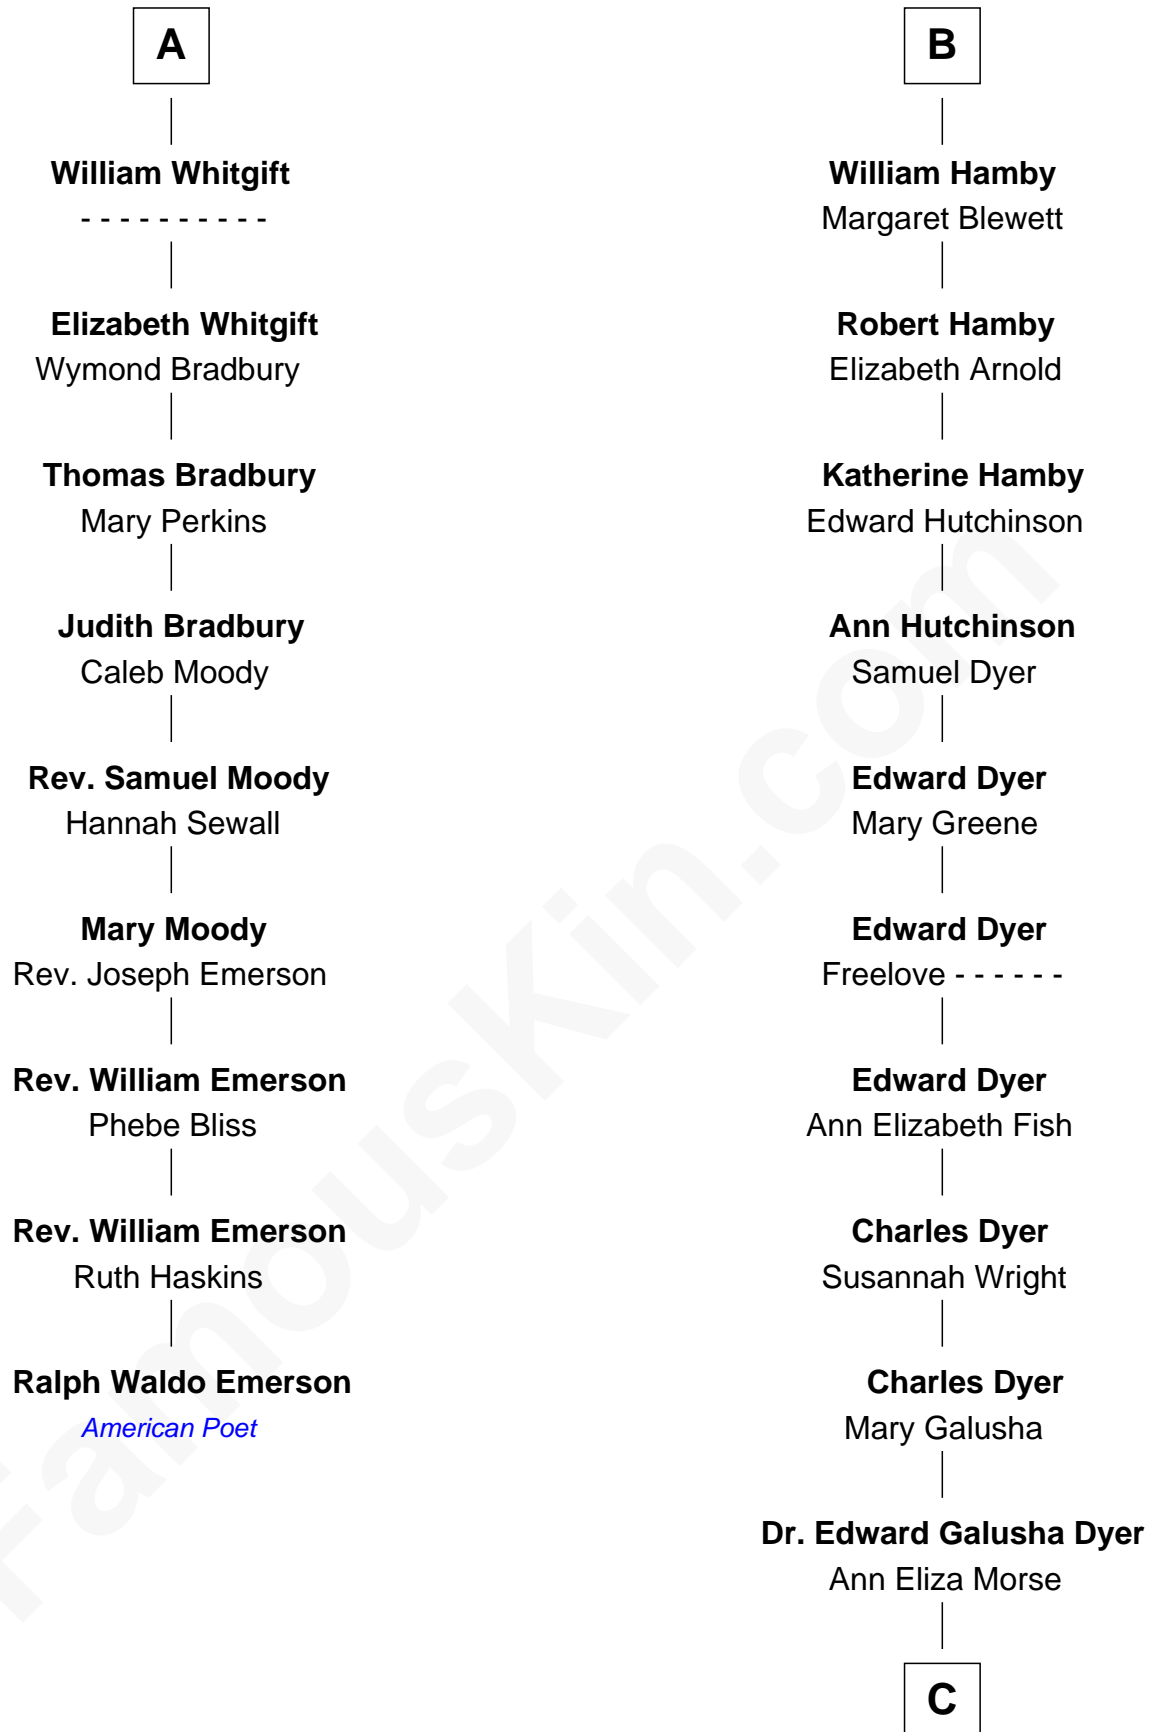 A
William Whitgift
- - - - - - - - - -
Elizabeth Whitgift
Wymond Bradbury
Thomas Bradbury
Mary Perkins
Judith Bradbury
Caleb Moody
Rev. Samuel Moody
Hannah Sewall
Mary Moody
Rev. Joseph Emerson
Rev. William Emerson
Phebe Bliss
Rev. William Emerson
Ruth Haskins
Ralph Waldo Emerson
American Poet
B
William Hamby
Margaret Blewett
Robert Hamby
Elizabeth Arnold
Katherine Hamby
Edward Hutchinson
Ann Hutchinson
Samuel Dyer
Edward Dyer
Mary Greene
Edward Dyer
Freelove - - - - - -
Edward Dyer
Ann Elizabeth Fish
Charles Dyer
Susannah Wright
Charles Dyer
Mary Galusha
Dr. Edward Galusha Dyer
Ann Eliza Morse
C
FamousKin.com